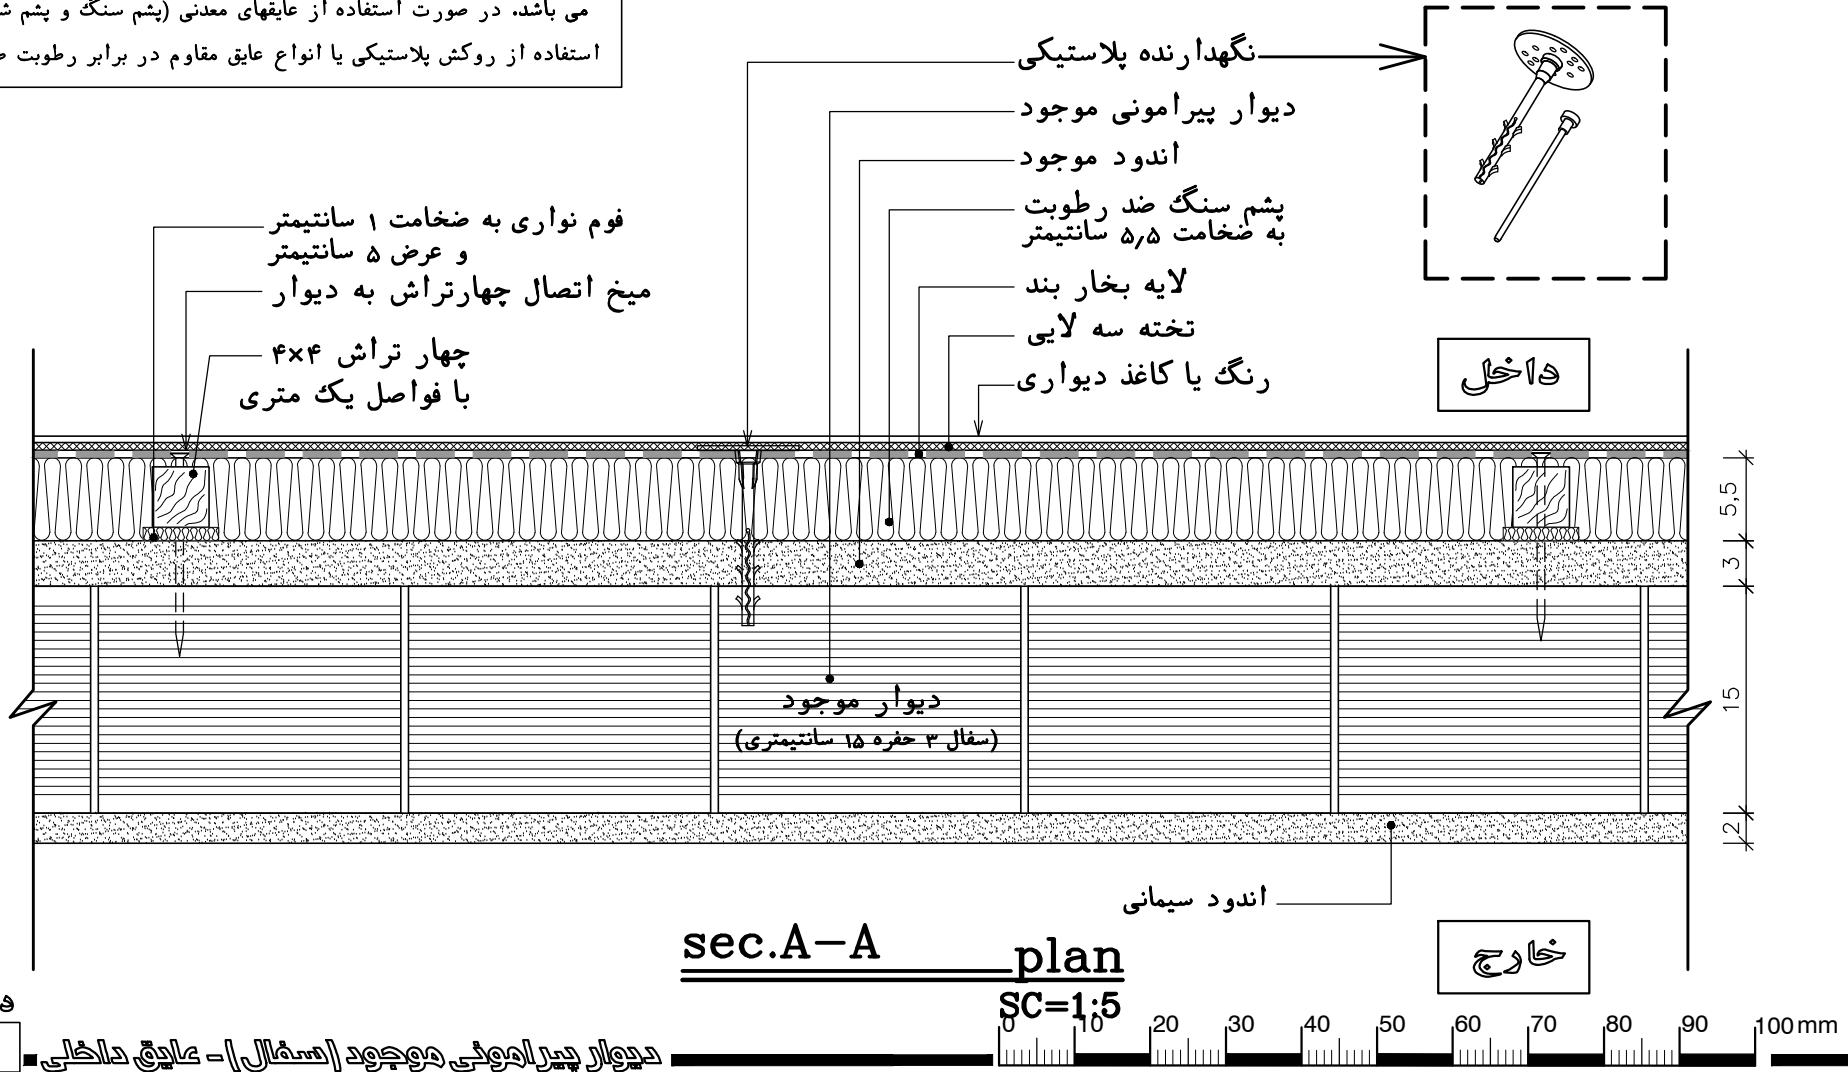 می باشد. در صورت استفاده از عایقهای معدنی (پشم سنگ و پشم
استفاده از روکش پلاستیکی یا انواع عایق مقاوم در برابر رطوبت
نگهدارنده پلاستیکی
دیوار پیرامونی موجود
اندود موجود
پشم سنگ ضد رطوبت
به ضخامت ۵,۵ سانتیمتر
لایه بخار بند
تخته سه لایی
رنگ یا کاغذ دیواری
فوم نواری به ضخامت ۱ سانتیمتر
و عرض ۵ سانتیمتر
میخ اتصال چهارتراش به دیوار
چهار تراش ۴×۴
با فواصل یک متری
داخل
5,5
3
15
2
دیوار موجود
(سفال ۳ حفره ۱۵ سانتیمتری)
اندود سیمانی
خارج
sec.A-A plan
SC=1:5
0 10 20 30 40 50 60 70 80 90 100 mm
دیوار پیرامونی موجود (سفال) - عایق داخلی